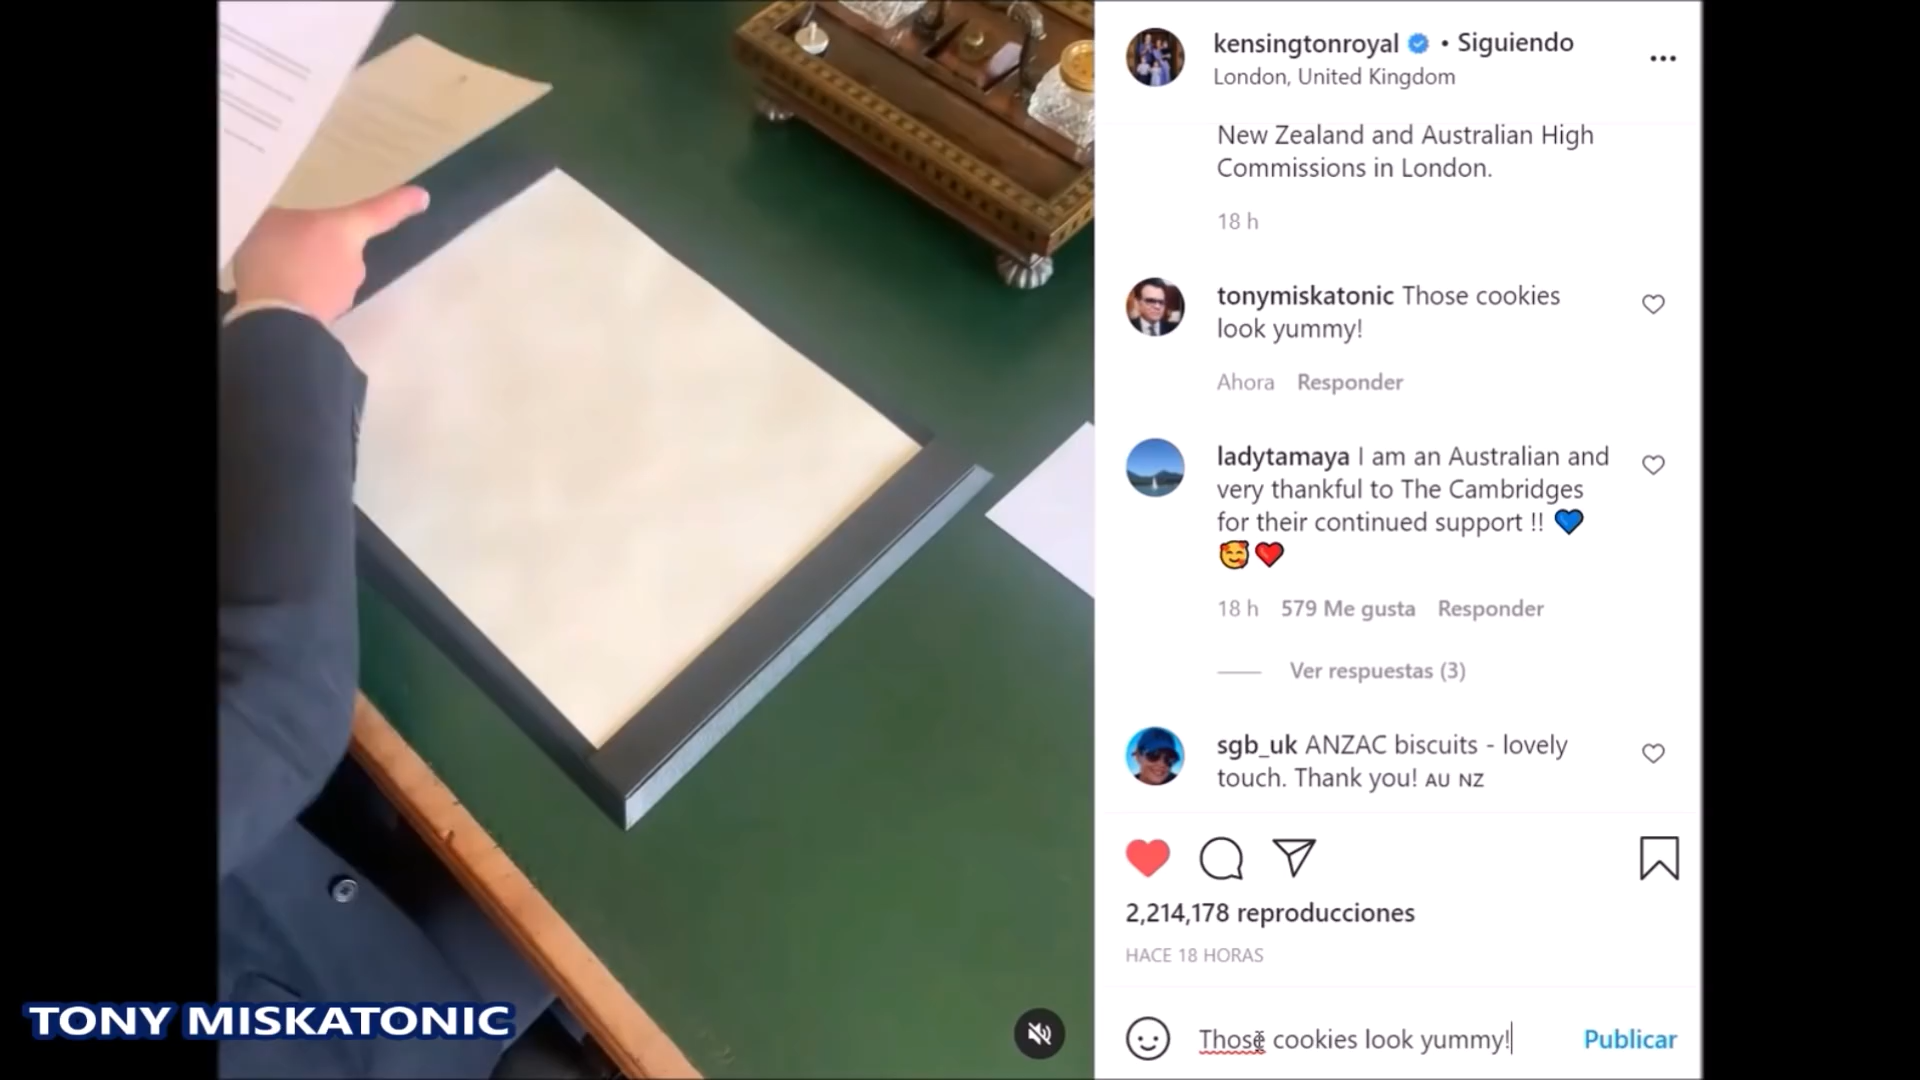 kensingtonroyal • Siguiendo
London, United Kingdom
New Zealand and Australian High
Commissions in London.
18 h
tonymiskatonic Those cookies
look yummy!
Ahora Responder
ladytamaya I am an Australian and
very thankful to The Cambridges
for their continued support !! 💙
🥰❤️
18 h 579 Me gusta Responder
Ver respuestas (3)
sgb_uk ANZAC biscuits - lovely
touch. Thank you! AU NZ
2,214,178 reproducciones
HACE 18 HORAS
Those cookies look yummy! Publicar
TONY MISKATONIC